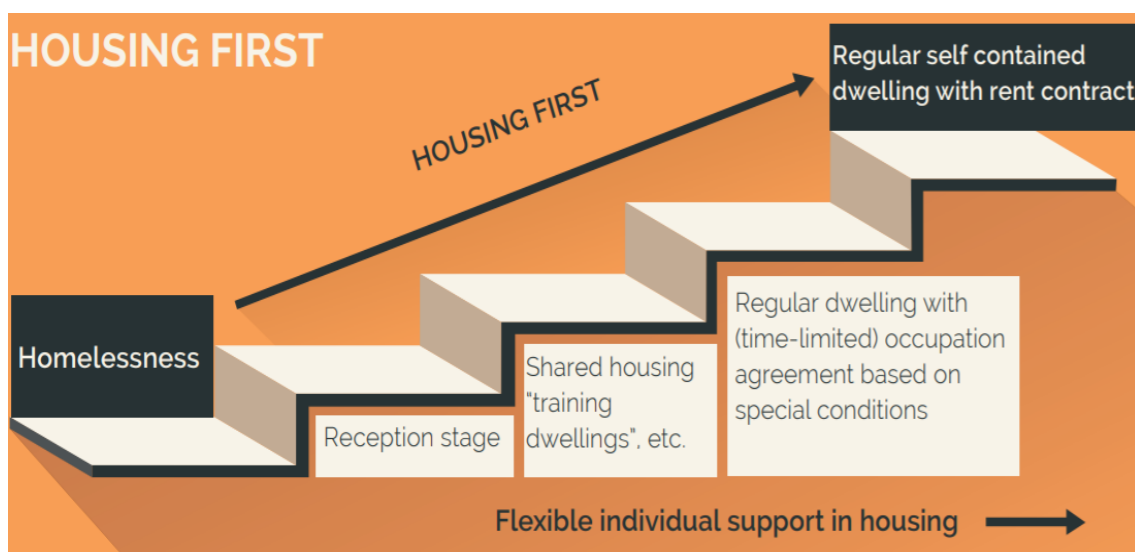 HOUSING FIRST
HOUSING FIRST
Regular self contained
dwelling with rent contract
Homelessness
Reception stage
Shared housing
"training
dwellings", etc.
Regular dwelling with
(time-limited) occupation
agreement based on
special conditions
Flexible individual support in housing